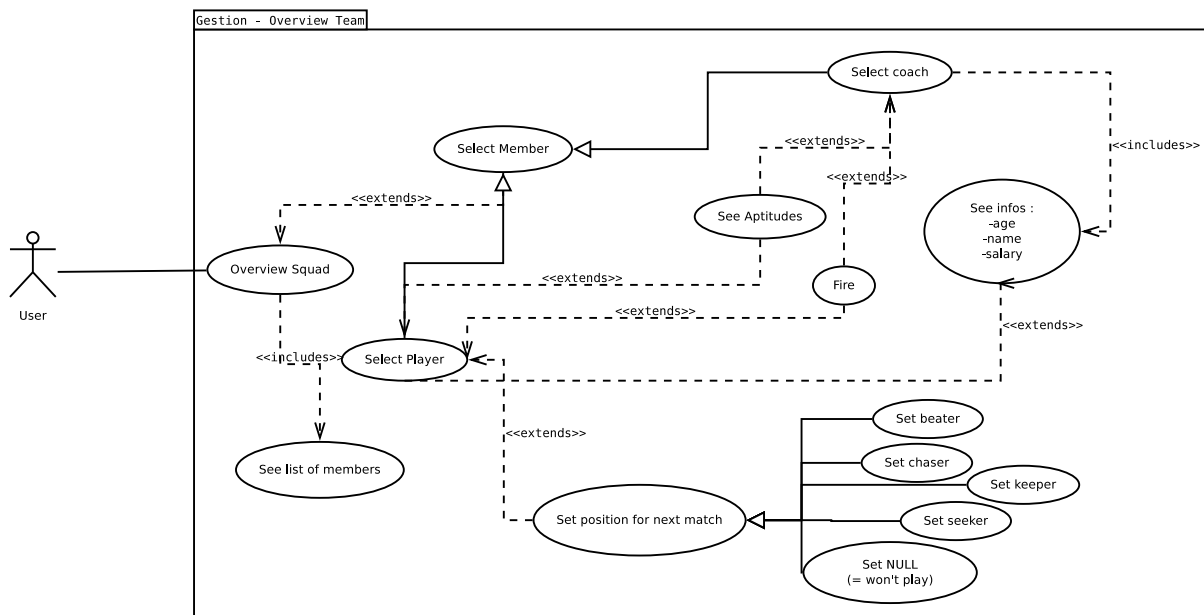 Gestion - Overview Team
Select coach
<<extends>>
<<includes>>
Select Member
<<extends>>
<<extends>>
See Aptitudes
See infos :
-age
-name
-salary
Overview Squad
User
<<extends>>
Fire
<<extends>>
<<extends>>
<<includes>>
Select Player
Set beater
<<extends>>
See list of members
Set chaser
Set keeper
Set position for next match
Set seeker
Set NULL
(= won't play)